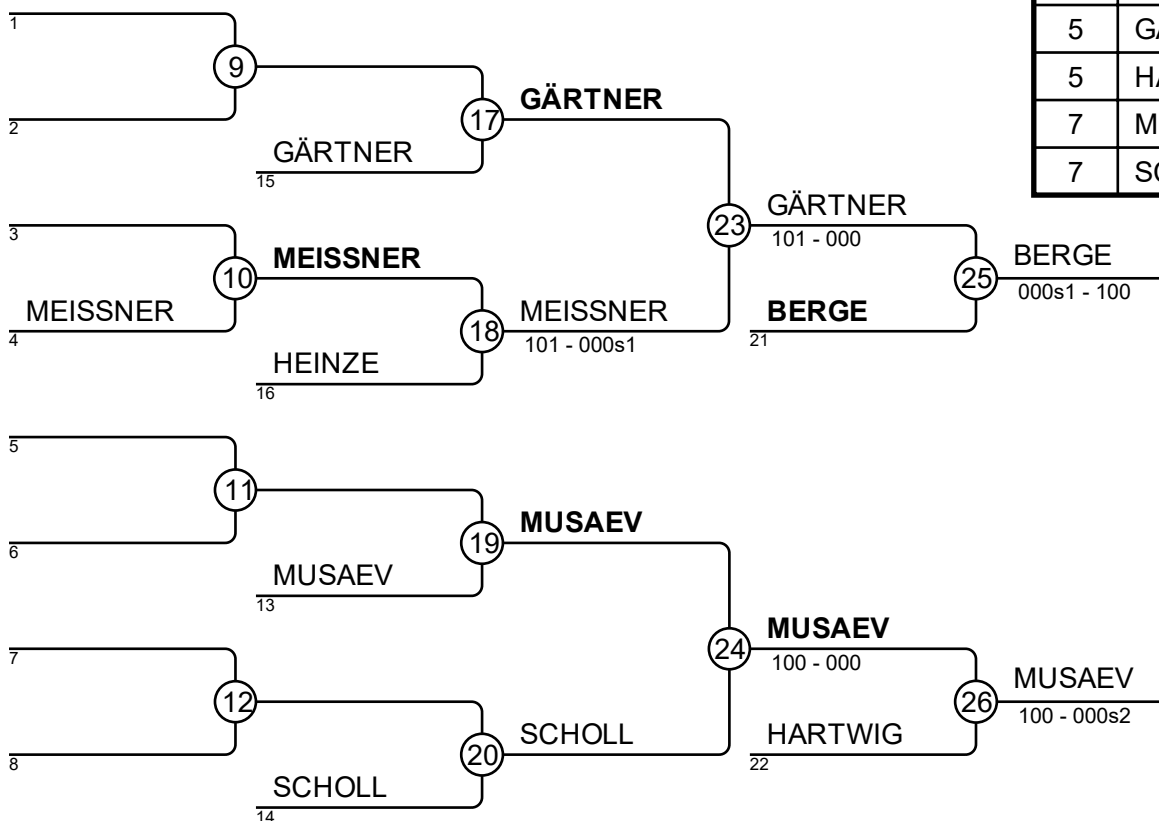 1
9
2
GÄRTNER
15
17
GÄRTNER
3
10
MEISSNER
4
MEISSNER
HEINZE
16
18
MEISSNER
101 - 000s1
23
GÄRTNER
101 - 000
BERGE
21
25
BERGE
000s1 - 100
5
11
6
MUSAEV
13
19
MUSAEV
7
12
8
SCHOLL
14
20
SCHOLL
24
MUSAEV
100 - 000
HARTWIG
22
26
MUSAEV
100 - 000s2
5
5
7
7